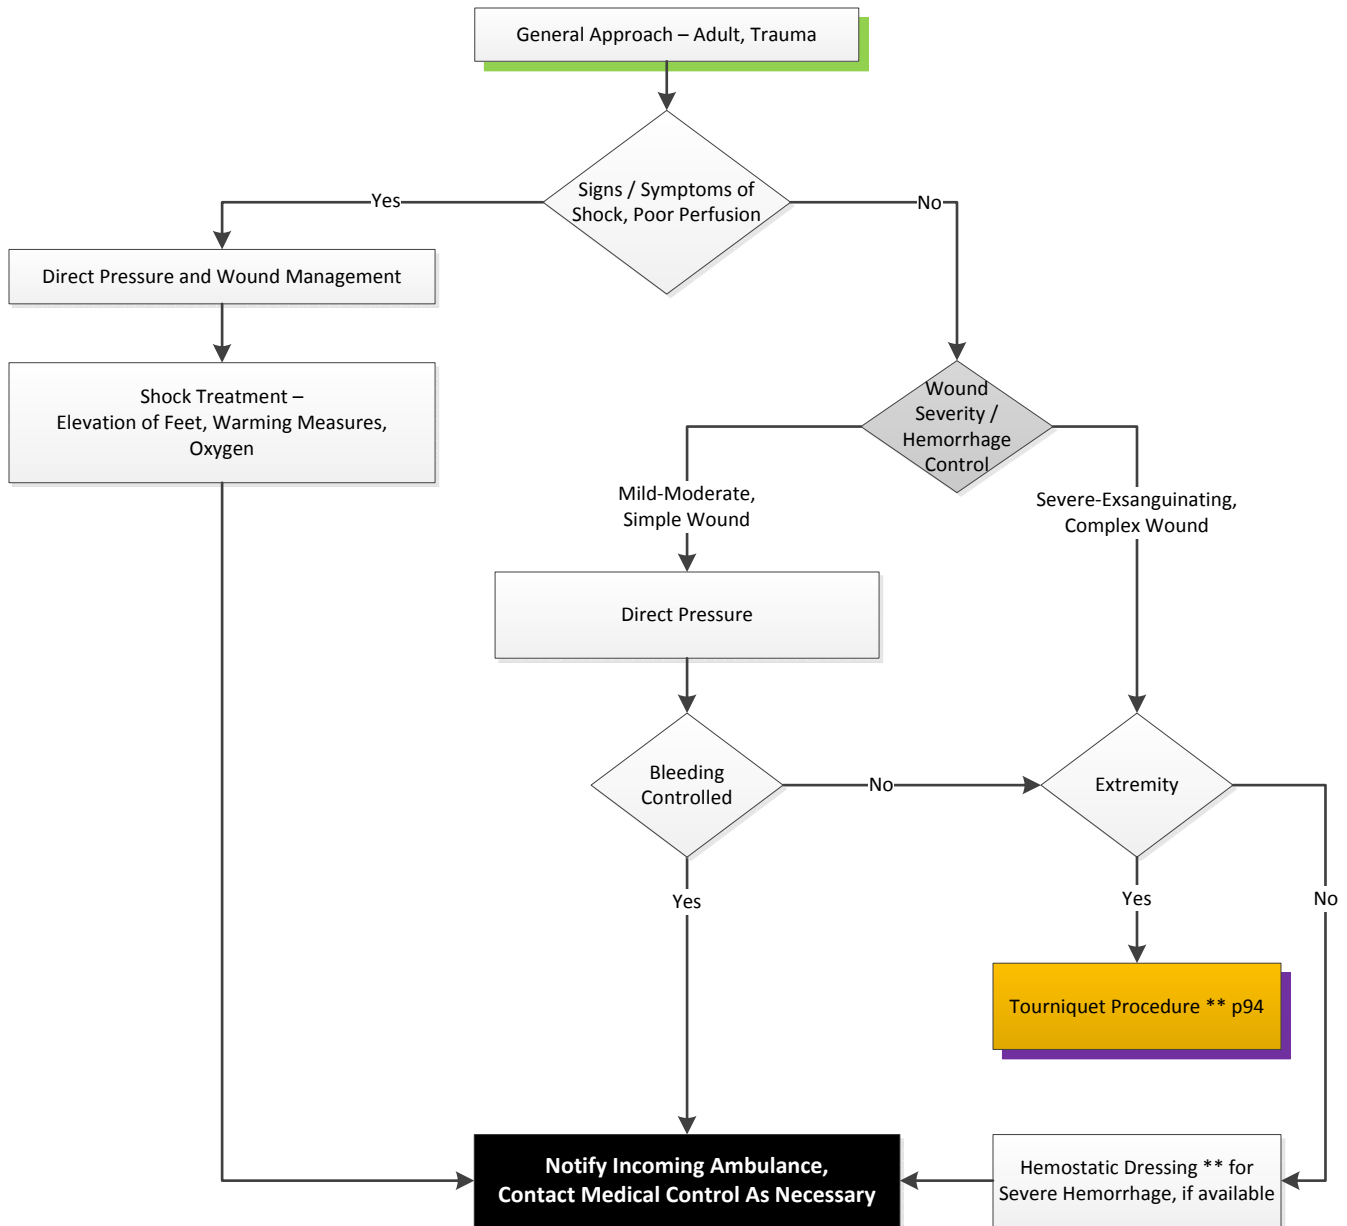 General Approach – Adult, Trauma
Signs / Symptoms of
Shock, Poor Perfusion
Yes
No
Direct Pressure and Wound Management
Shock Treatment –
Elevation of Feet, Warming Measures,
Oxygen
Wound
Severity /
Hemorrhage
Control
Mild-Moderate,
Simple Wound
Severe-Exsanguinating,
Complex Wound
Direct Pressure
Bleeding
Controlled
No
Extremity
Yes
Yes
No
Tourniquet Procedure ** p94
Notify Incoming Ambulance,
Contact Medical Control As Necessary
Hemostatic Dressing ** for
Severe Hemorrhage, if available